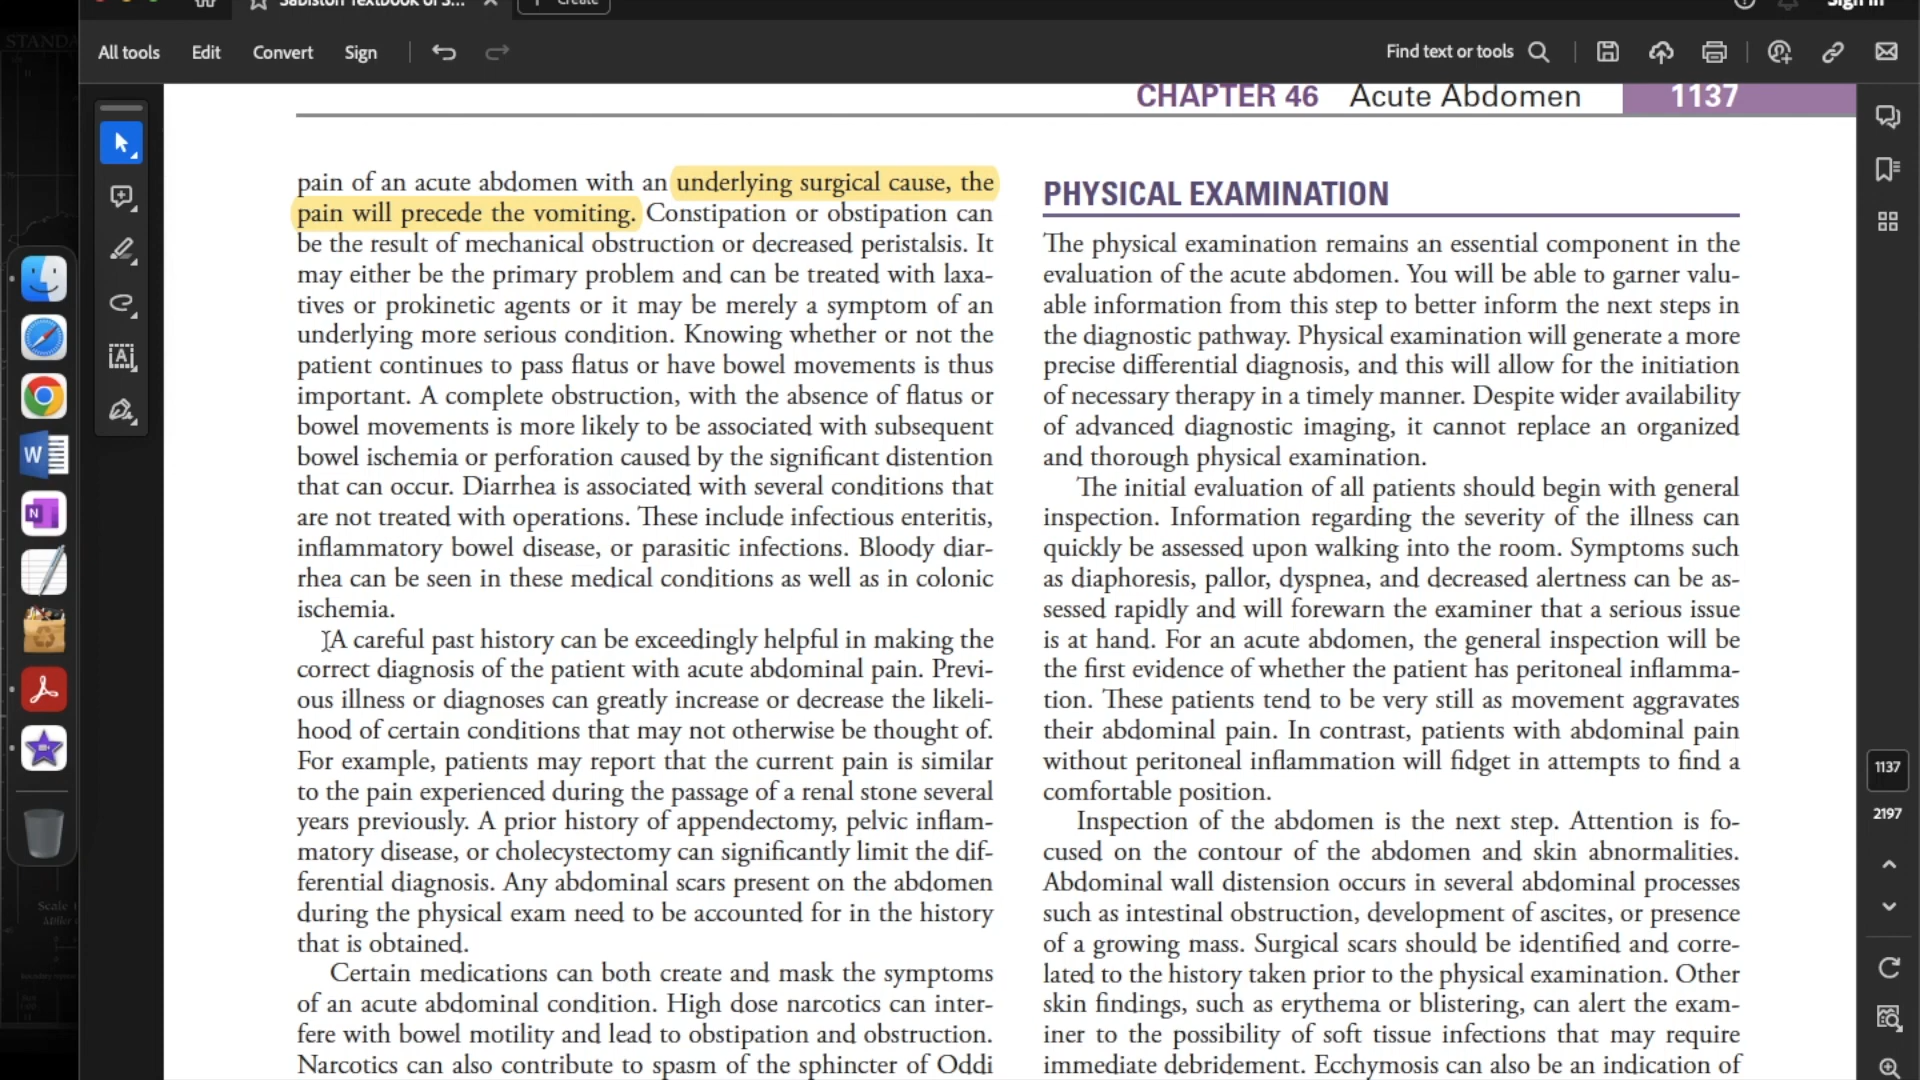 Sabiston Textbook of S...
Create
Sign in
All tools
Edit
Convert
Sign
Find text or tools
CHAPTER 46 Acute Abdomen 1137
pain of an acute abdomen with an underlying surgical cause, the
pain will precede the vomiting. Constipation or obstipation can
be the result of mechanical obstruction or decreased peristalsis. It
may either be the primary problem and can be treated with laxa-
tives or prokinetic agents or it may be merely a symptom of an
underlying more serious condition. Knowing whether or not the
patient continues to pass flatus or have bowel movements is thus
important. A complete obstruction, with the absence of flatus or
bowel movements is more likely to be associated with subsequent
bowel ischemia or perforation caused by the significant distention
that can occur. Diarrhea is associated with several conditions that
are not treated with operations. These include infectious enteritis,
inflammatory bowel disease, or parasitic infections. Bloody diar-
rhea can be seen in these medical conditions as well as in colonic
ischemia.
A careful past history can be exceedingly helpful in making the
correct diagnosis of the patient with acute abdominal pain. Previ-
ous illness or diagnoses can greatly increase or decrease the likeli-
hood of certain conditions that may not otherwise be thought of.
For example, patients may report that the current pain is similar
to the pain experienced during the passage of a renal stone several
years previously. A prior history of appendectomy, pelvic inflam-
matory disease, or cholecystectomy can significantly limit the dif-
ferential diagnosis. Any abdominal scars present on the abdomen
during the physical exam need to be accounted for in the history
that is obtained.
Certain medications can both create and mask the symptoms
of an acute abdominal condition. High dose narcotics can inter-
fere with bowel motility and lead to obstipation and obstruction.
Narcotics can also contribute to spasm of the sphincter of Oddi
PHYSICAL EXAMINATION
The physical examination remains an essential component in the
evaluation of the acute abdomen. You will be able to garner valu-
able information from this step to better inform the next steps in
the diagnostic pathway. Physical examination will generate a more
precise differential diagnosis, and this will allow for the initiation
of necessary therapy in a timely manner. Despite wider availability
of advanced diagnostic imaging, it cannot replace an organized
and thorough physical examination.
The initial evaluation of all patients should begin with general
inspection. Information regarding the severity of the illness can
quickly be assessed upon walking into the room. Symptoms such
as diaphoresis, pallor, dyspnea, and decreased alertness can be as-
sessed rapidly and will forewarn the examiner that a serious issue
is at hand. For an acute abdomen, the general inspection will be
the first evidence of whether the patient has peritoneal inflamma-
tion. These patients tend to be very still as movement aggravates
their abdominal pain. In contrast, patients with abdominal pain
without peritoneal inflammation will fidget in attempts to find a
comfortable position.
Inspection of the abdomen is the next step. Attention is fo-
cused on the contour of the abdomen and skin abnormalities.
Abdominal wall distension occurs in several abdominal processes
such as intestinal obstruction, development of ascites, or presence
of a growing mass. Surgical scars should be identified and corre-
lated to the history taken prior to the physical examination. Other
skin findings, such as erythema or blistering, can alert the exam-
iner to the possibility of soft tissue infections that may require
immediate debridement. Ecchymosis can also be an indication of
1137
2197
STANDA
W
N
Scale
Miller